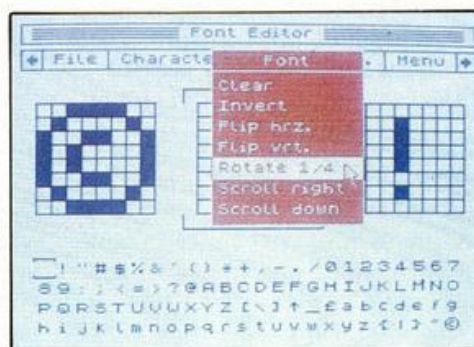 Font Editor
File Characte Font . Menu
Clear
Invert
Flip hrz.
Flip vrt.
Rotate 1/4
Scroll right
Scroll down
© !
!"#$%&´()*+,-./01234567
89:;<=>?@ABCDEFGHIJKLMNO
PQRSTUVWXYZ[\]↑_£abcdefg
hijklmnopqrstuvwxyz{|}~©